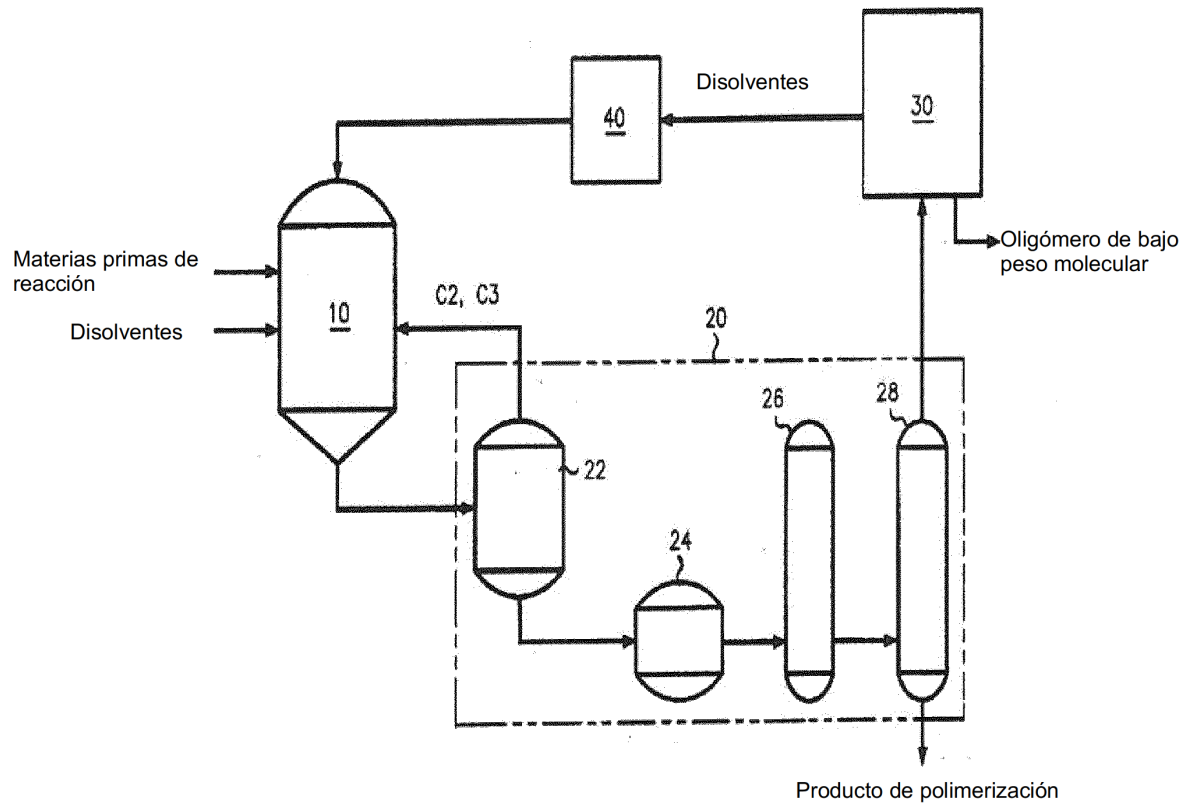 Disolventes
30
40
Materias primas de
reacción
Oligómero de bajo
peso molecular
C2, C3
10
Disolventes
20
26
28
22
24
Producto de polimerización